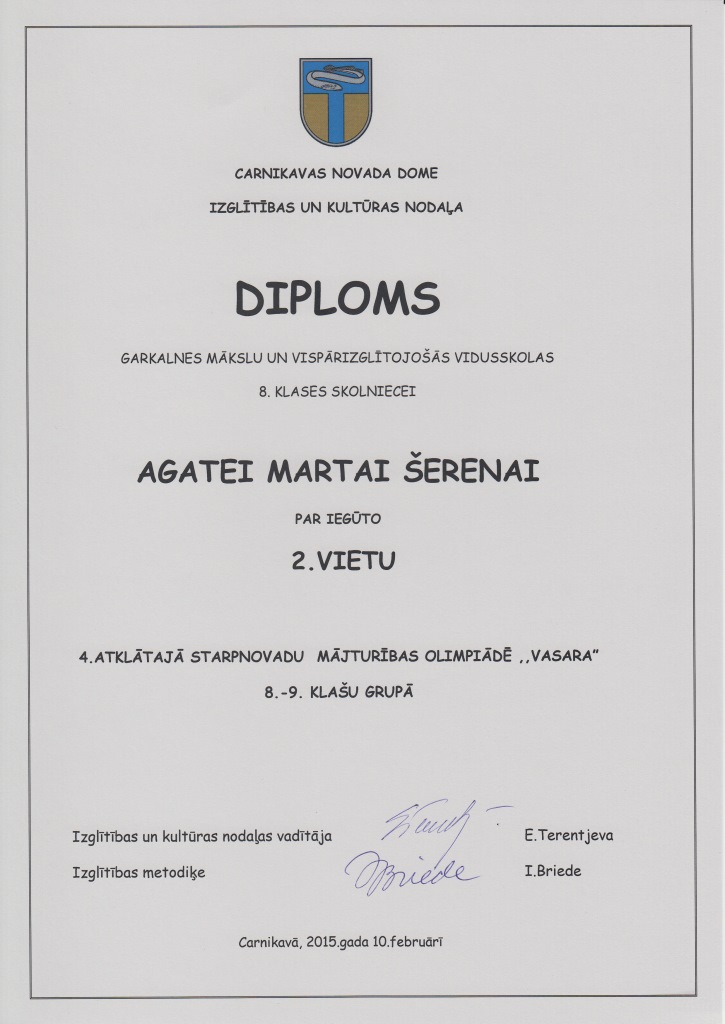 CARNIKAVAS NOVADA DOME
IZGLĪTĪBAS UN KULTŪRAS NODAĻA
DIPLOMS
GARKALNES MĀKSLU UN VISPĀRIZGLĪTOJOŠĀS VIDUSSKOLAS
8. KLASES SKOLNIECEI
AGATEI MARTAI ŠERENAI
PAR IEGŪTO
2.VIETU
4.ATKLĀTAJĀ STARPNOVADU MĀJTURĪBAS OLIMPIĀDĒ ,,VASARA”
8.-9. KLAŠU GRUPĀ
Izglītības un kultūras nodaļas vadītāja E.Terentjeva
Izglītības metodiķe Briede I.Briede
Carnikavā, 2015.gada 10.februārī